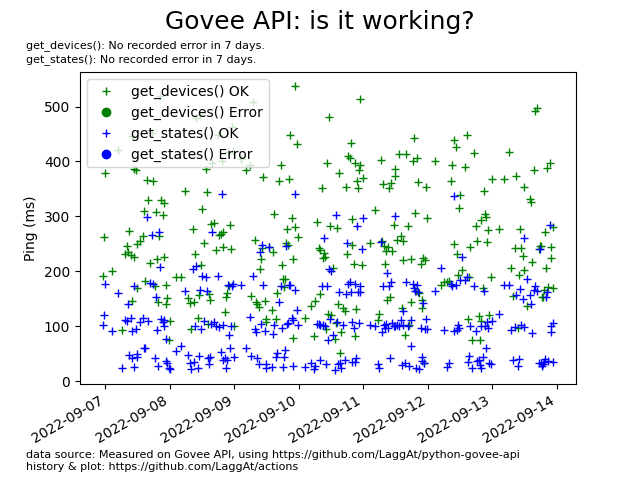 Govee API: is it working?
get_devices(): No recorded error in 7 days.
get_states(): No recorded error in 7 days.
get_devices() OK
get_devices() Error
get_states() OK
get_states() Error
Ping (ms)
500
400
300
200
100
0
2022-09-07
2022-09-08
2022-09-09
2022-09-10
2022-09-11
2022-09-12
2022-09-13
2022-09-14
data source: Measured on Govee API, using https://github.com/LaggAt/python-govee-api
history & plot: https://github.com/LaggAt/actions